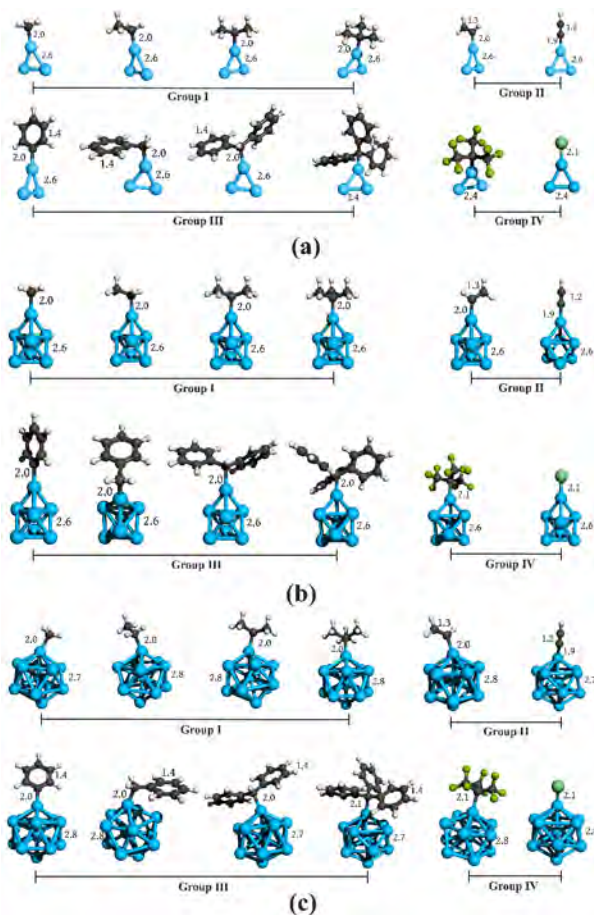 2.0 2.0 2.0 2.0 1.3 2.0 1.9
2.6 2.6 2.6 2.6 2.6 2.6
Group I Group II
1.4 1.4 1.4 2.1
2.0 2.0 2.0
2.6 2.6 2.6 2.4 2.4 2.4
Group III Group IV
(a)
1.3 1.2
2.0 2.0 2.0 2.0 2.0 1.9
2.6 2.6 2.6 2.6 2.6 2.6
Group I Group II
2.0 2.0 2.0 2.0 2.1 2.1
2.6 2.6 2.6 2.6 2.6 2.6
Group III Group IV
(b)
2.0 2.0 2.0 2.0 1.3 2.0 1.9
2.7 2.8 2.8 2.8 2.8 2.7
Group I Group II
1.4 1.4 1.4 1.4
2.0 2.0 2.0 2.1 2.1 2.1
2.8 2.8 2.7 2.7 2.8
Group III Group IV
(c)